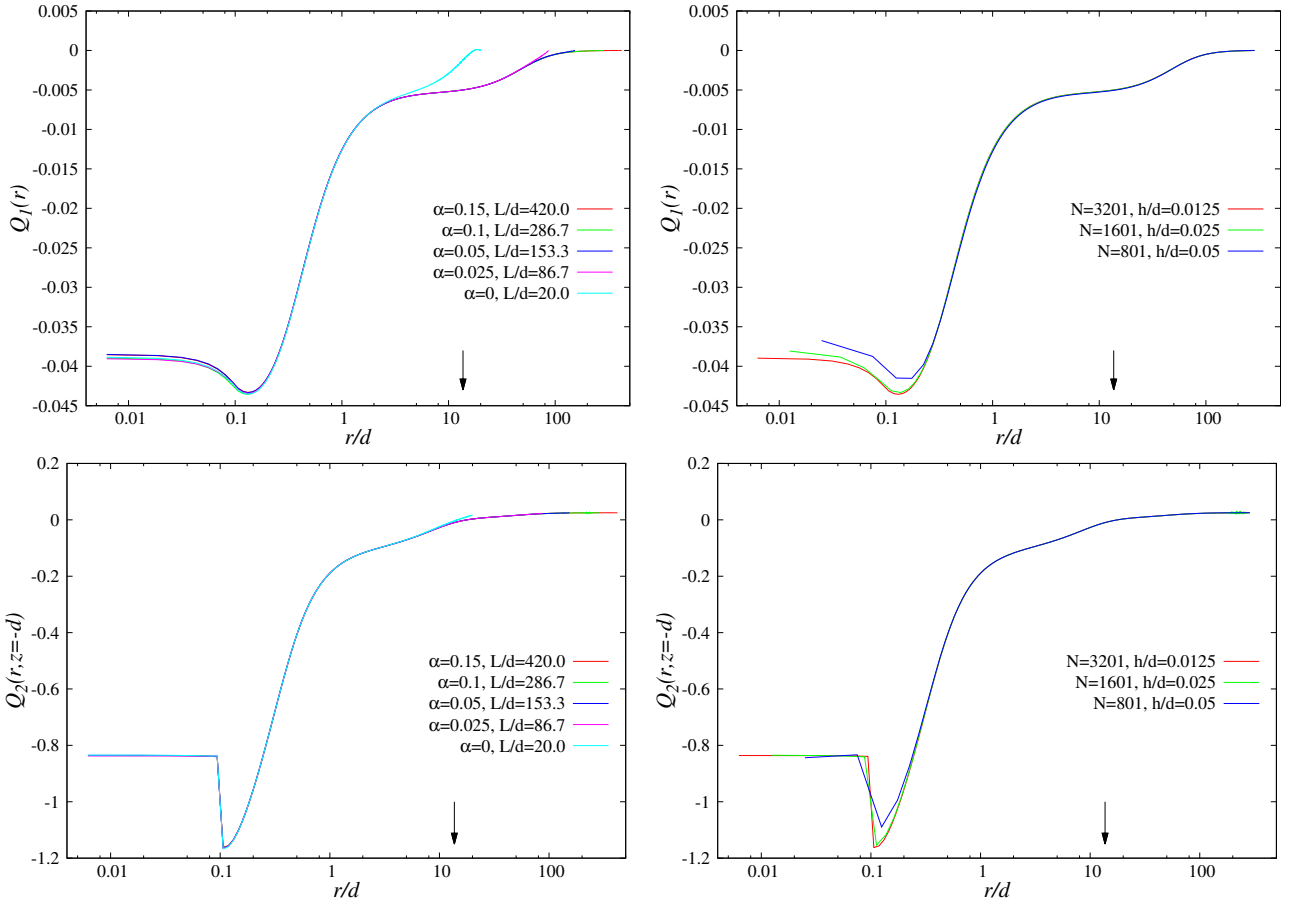 0.005
0
-0.005
-0.01
-0.015
-0.02
-0.025
-0.03
-0.035
-0.04
-0.045
Q1(r)
α=0.15, L/d=420.0
α=0.1, L/d=286.7
α=0.05, L/d=153.3
α=0.025, L/d=86.7
α=0, L/d=20.0
0.01 0.1 1 10 100
r/d
0.005
0
-0.005
-0.01
-0.015
-0.02
-0.025
-0.03
-0.035
-0.04
-0.045
Q1(r)
N=3201, h/d=0.0125
N=1601, h/d=0.025
N=801, h/d=0.05
0.01 0.1 1 10 100
r/d
0.2
0
-0.2
-0.4
-0.6
-0.8
-1
-1.2
Q2(r,z=-d)
α=0.15, L/d=420.0
α=0.1, L/d=286.7
α=0.05, L/d=153.3
α=0.025, L/d=86.7
α=0, L/d=20.0
0.01 0.1 1 10 100
r/d
0.2
0
-0.2
-0.4
-0.6
-0.8
-1
-1.2
Q2(r,z=-d)
N=3201, h/d=0.0125
N=1601, h/d=0.025
N=801, h/d=0.05
0.01 0.1 1 10 100
r/d